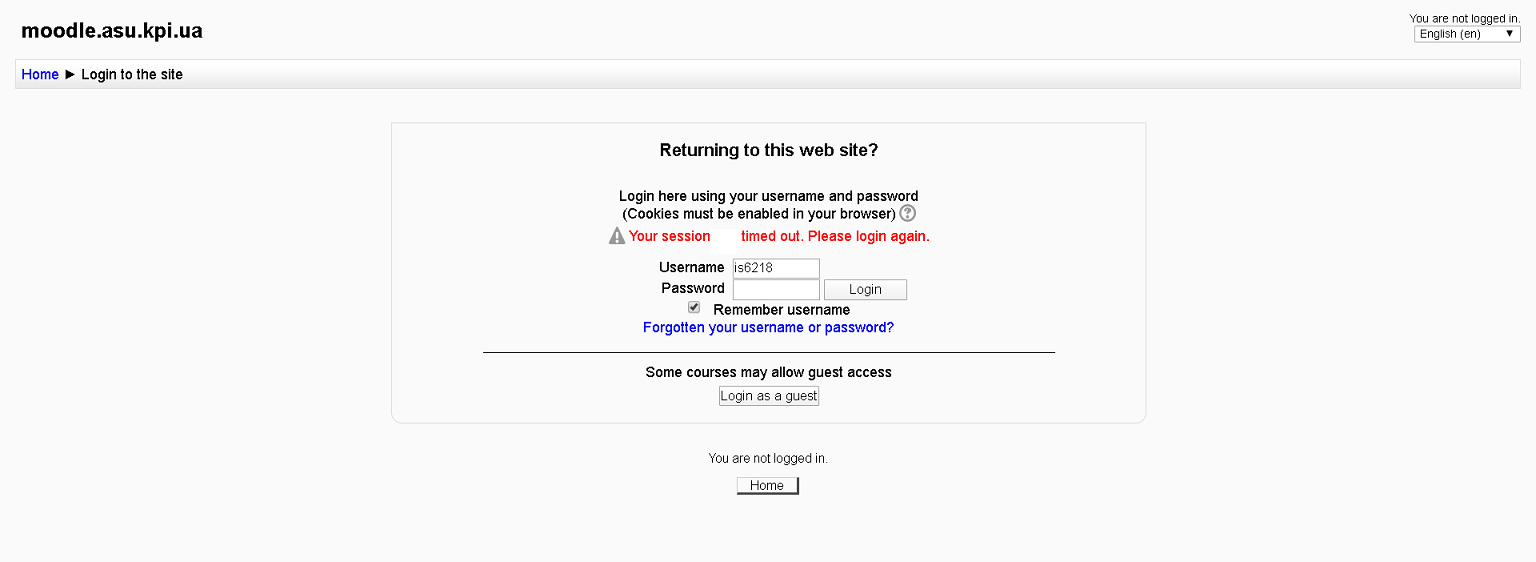 moodle.asu.kpi.ua
You are not logged in.
English (en)
Home ► Login to the site
Returning to this web site?
Login here using your username and password
(Cookies must be enabled in your browser)
Your session timed out. Please login again.
Username is6218
Password Login
Remember username
Forgotten your username or password?
Some courses may allow guest access
Login as a guest
You are not logged in.
Home